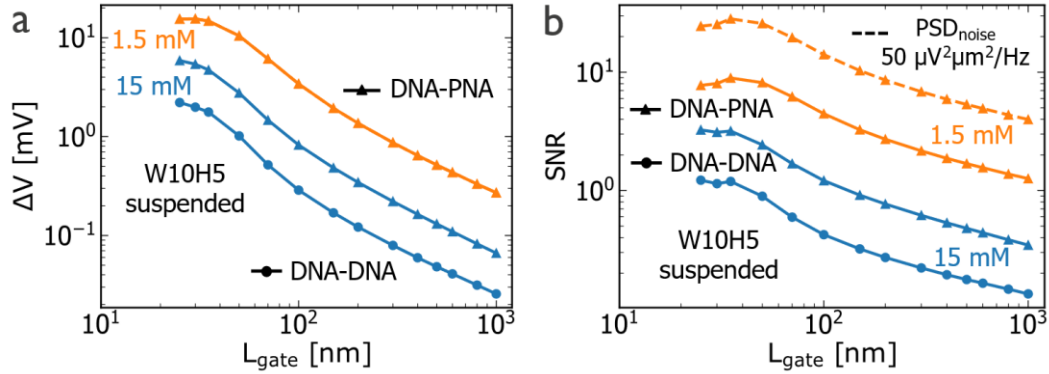 a
ΔV [mV]
10¹
10⁰
10⁻¹
1.5 mM
15 mM
DNA-PNA
W10H5
suspended
DNA-DNA
10¹
10²
10³
L_gate [nm]
b
SNR
10¹
10⁰
PSD_noise
50 μV²μm²/Hz
DNA-PNA
DNA-DNA
1.5 mM
W10H5
suspended
15 mM
10¹
10²
10³
L_gate [nm]